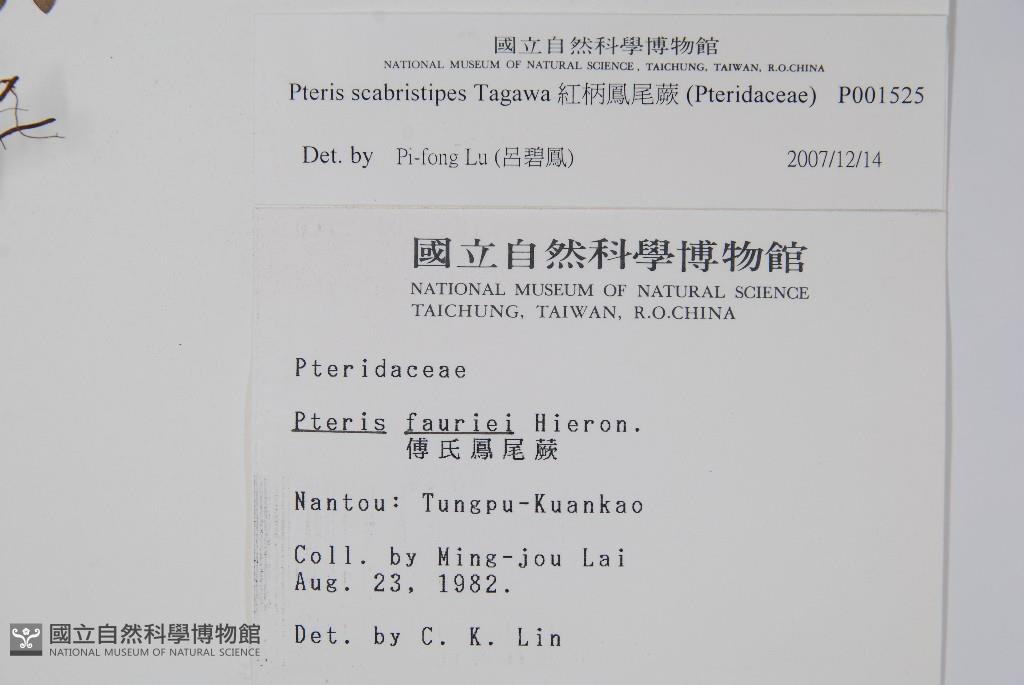 國立自然科學博物館
NATIONAL MUSEUM OF NATURAL SCIENCE, TAICHUNG, TAIWAN, R.O.CHINA
Pteris scabristipes Tagawa 紅柄鳳尾蕨 (Pteridaceae) P001525
Det. by Pi-fong Lu (呂碧鳳) 2007/12/14
國立自然科學博物館
NATIONAL MUSEUM OF NATURAL SCIENCE
TAICHUNG, TAIWAN, R.O.CHINA
Pteridaceae
Pteris fauriei Hieron.
傅氏鳳尾蕨
Nantou: Tungpu-Kuankao
Coll. by Ming-jou Lai
Aug. 23, 1982.
Det. by C. K. Lin
國立自然科學博物館
NATIONAL MUSEUM OF NATURAL SCIENCE